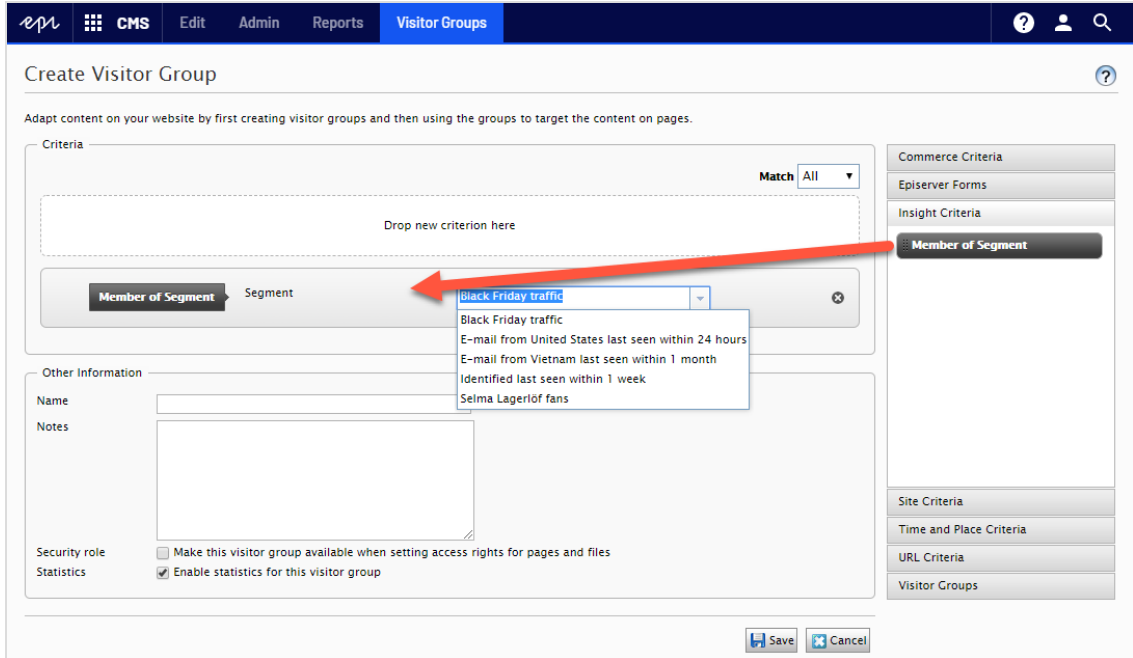 epi CMS Edit Admin Reports Visitor Groups ?
Create Visitor Group ?
Adapt content on your website by first creating visitor groups and then using the groups to target the content on pages.
Criteria
Match All
Drop new criterion here
Member of Segment Segment Black Friday traffic
Black Friday traffic
E-mail from United States last seen within 24 hours
E-mail from Vietnam last seen within 1 month
Identified last seen within 1 week
Selma Lagerlöf fans
Other Information
Name
Notes
Security role Make this visitor group available when setting access rights for pages and files
Statistics Enable statistics for this visitor group
Commerce Criteria
Episerver Forms
Insight Criteria
Member of Segment
Site Criteria
Time and Place Criteria
URL Criteria
Visitor Groups
Save Cancel